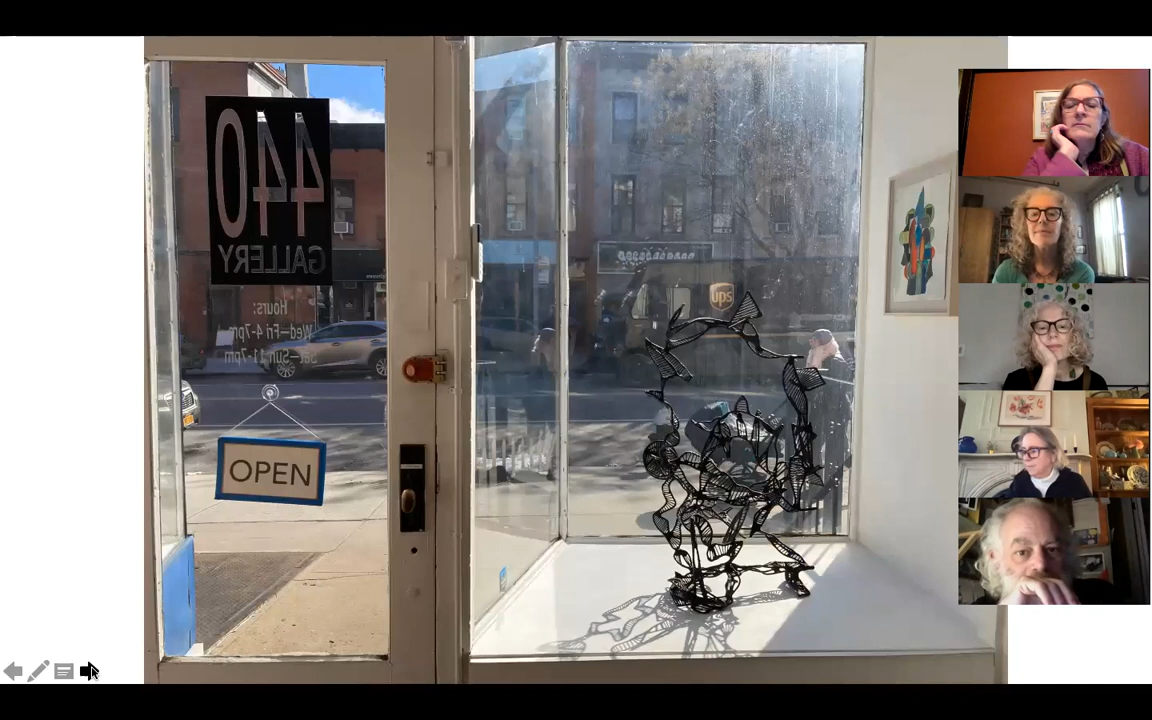 440
GALLERY
Hours:
Wed–Fri 4-7pm
Sat–Sun 11-7pm
OPEN
ups